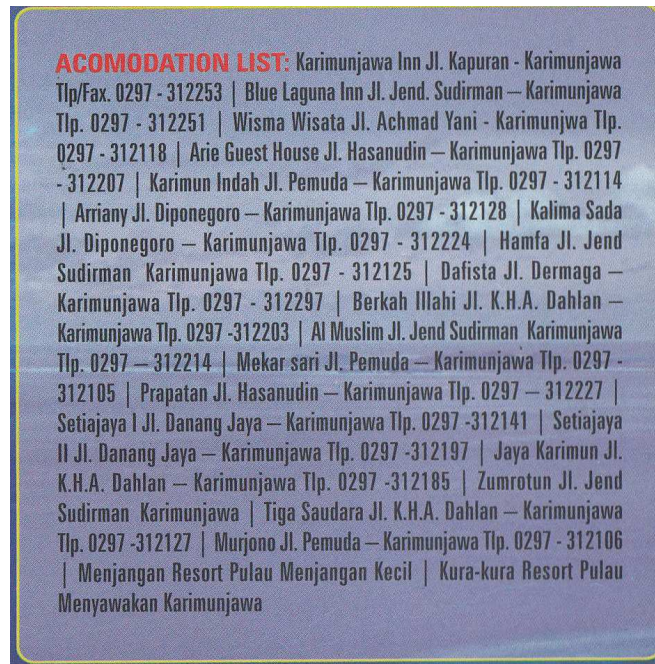 ACOMODATION LIST: Karimunjawa Inn Jl. Kapuran - Karimunjawa
Tlp/Fax. 0297 - 312253 | Blue Laguna Inn Jl. Jend. Sudirman – Karimunjawa
Tlp. 0297 - 312251 | Wisma Wisata Jl. Achmad Yani - Karimunjwa Tlp.
0297 - 312118 | Arie Guest House Jl. Hasanudin – Karimunjawa Tlp. 0297
- 312207 | Karimun Indah Jl. Pemuda – Karimunjawa Tlp. 0297 - 312114
| Arriany Jl. Diponegoro – Karimunjawa Tlp. 0297 - 312128 | Kalima Sada
Jl. Diponegoro – Karimunjawa Tlp. 0297 - 312224 | Hamfa Jl. Jend
Sudirman Karimunjawa Tlp. 0297 - 312125 | Dafista Jl. Dermaga –
Karimunjawa Tlp. 0297 - 312297 | Berkah Illahi Jl. K.H.A. Dahlan –
Karimunjawa Tlp. 0297 -312203 | Al Muslim Jl. Jend Sudirman Karimunjawa
Tlp. 0297 – 312214 | Mekar sari Jl. Pemuda – Karimunjawa Tlp. 0297 -
312105 | Prapatan Jl. Hasanudin – Karimunjawa Tlp. 0297 – 312227 |
Setiajaya I Jl. Danang Jaya – Karimunjawa Tlp. 0297 -312141 | Setiajaya
II Jl. Danang Jaya – Karimunjawa Tlp. 0297 -312197 | Jaya Karimun Jl.
K.H.A. Dahlan – Karimunjawa Tlp. 0297 -312185 | Zumrotun Jl. Jend
Sudirman Karimunjawa | Tiga Saudara Jl. K.H.A. Dahlan – Karimunjawa
Tlp. 0297 -312127 | Murjono Jl. Pemuda – Karimunjawa Tlp. 0297 - 312106
| Menjangan Resort Pulau Menjangan Kecil | Kura-kura Resort Pulau
Menyawakan Karimunjawa